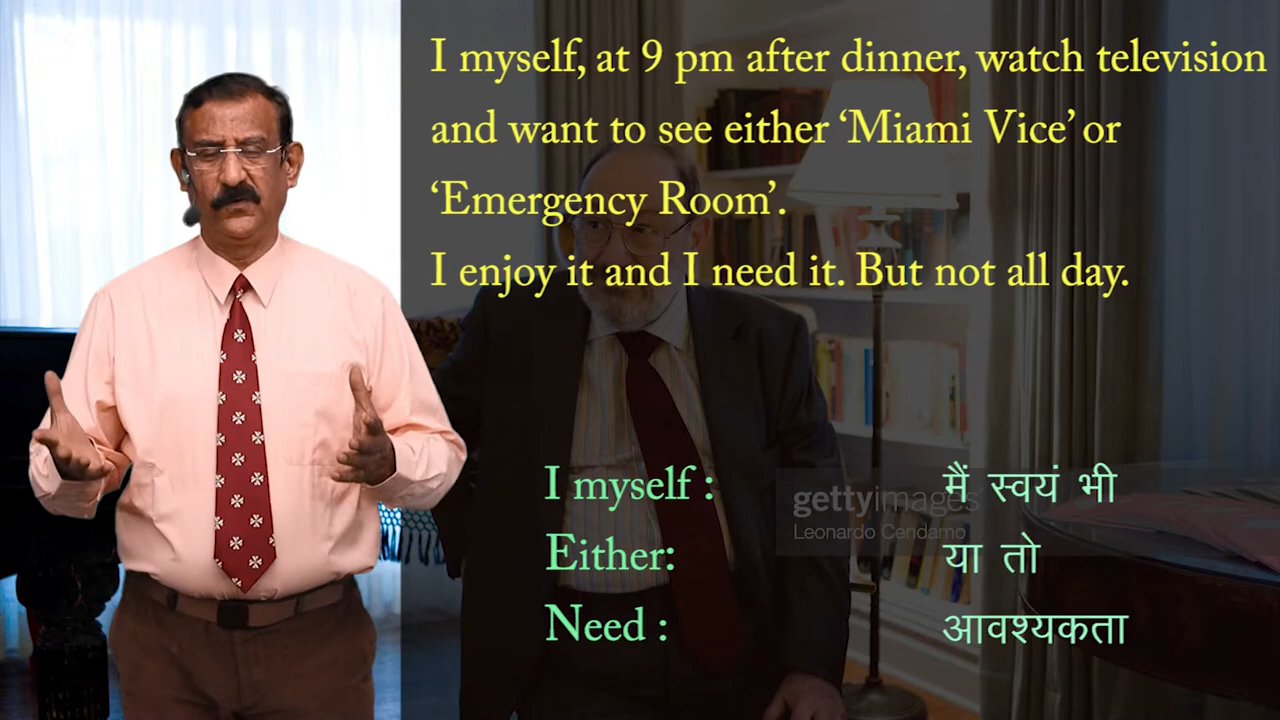 I myself, at 9 pm after dinner, watch television
and want to see either ‘Miami Vice’ or
‘Emergency Room’.
I enjoy it and I need it. But not all day.
I myself : मैं स्वयं भी
gettyimages
Leonardo Cendamo
Either: या तो
Need : आवश्यकता